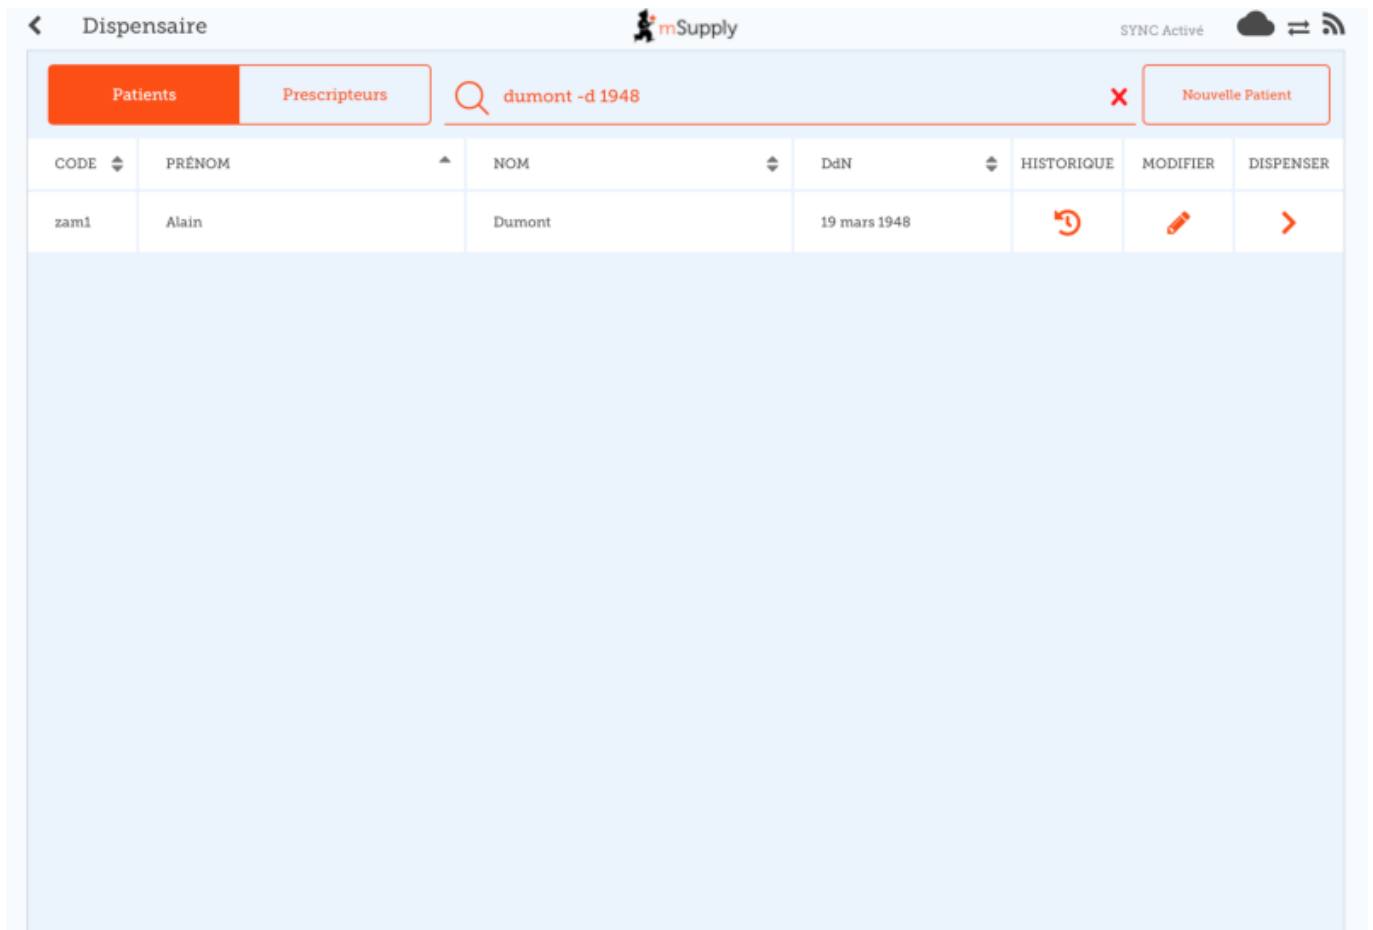 Dispensaire
mSupply
SYNC Activé
Patients
Prescripteurs
dumont -d 1948
Nouvelle Patient
CODE PRÉNOM NOM DdN HISTORIQUE MODIFIER DISPENSER
zam1 Alain Dumont 19 mars 1948